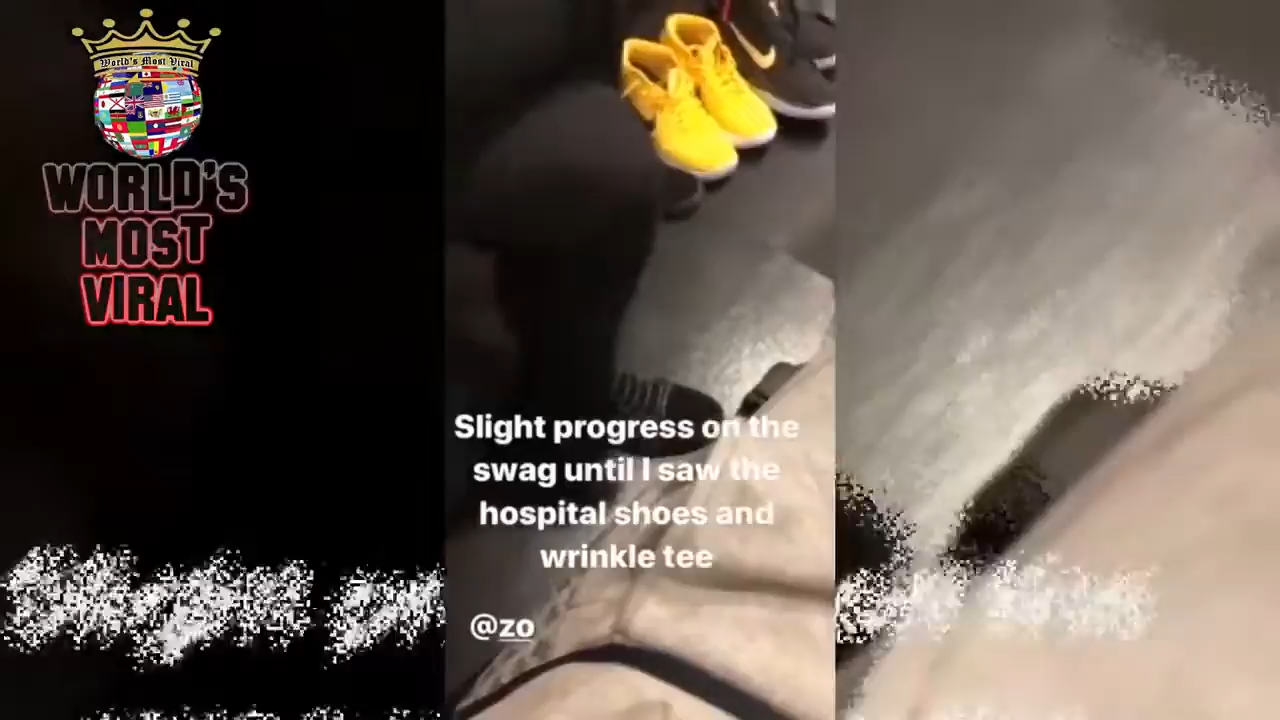 World's Most Viral
WORLD'S
MOST
VIRAL
Slight progress on the
swag until I saw the
hospital shoes and
wrinkle tee
@zo